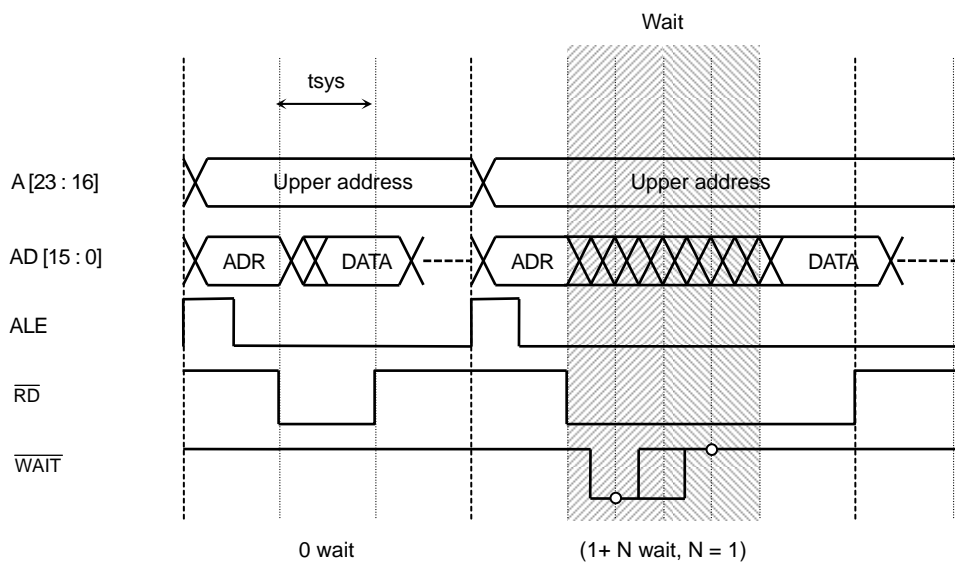 Wait
tsys
A [23 : 16]
Upper address
Upper address
AD [15 : 0]
ADR
DATA
ADR
DATA
ALE
RD
WAIT
0 wait
(1+ N wait, N = 1)